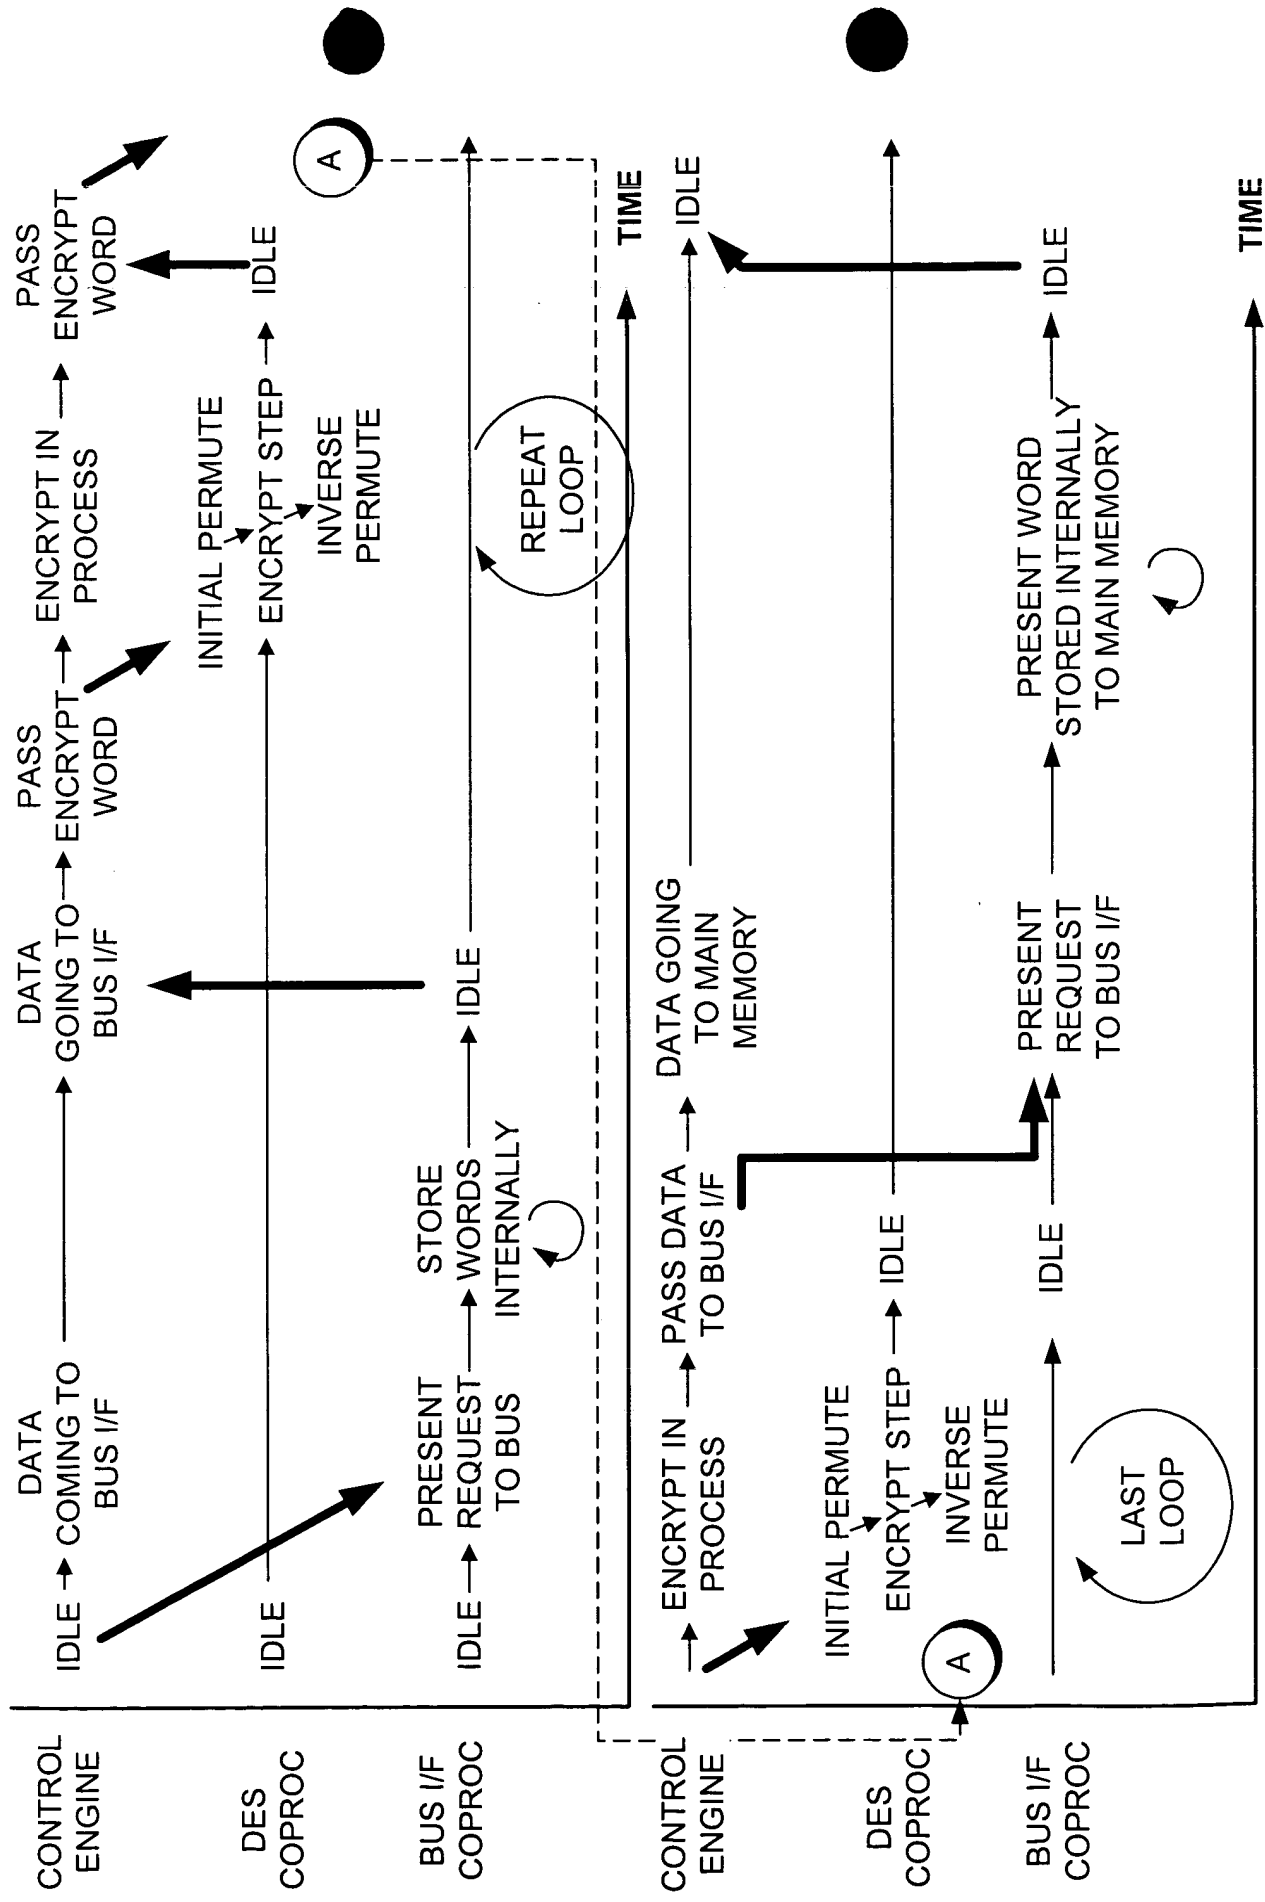 CONTROL
ENGINE
IDLE
DATA
COMING TO
BUS I/F
DATA
GOING TO
BUS I/F
PASS
ENCRYPT
WORD
ENCRYPT IN
PROCESS
PASS
ENCRYPT
WORD
DES
COPROC
IDLE
INITIAL PERMUTE
ENCRYPT STEP
INVERSE
PERMUTE
IDLE
A
BUS I/F
COPROC
IDLE
PRESENT
REQUEST
TO BUS
STORE
WORDS
INTERNALLY
IDLE
REPEAT
LOOP
TIME
CONTROL
ENGINE
ENCRYPT IN
PROCESS
PASS DATA
TO BUS I/F
DATA GOING
TO MAIN
MEMORY
IDLE
DES
COPROC
INITIAL PERMUTE
ENCRYPT STEP
INVERSE
PERMUTE
IDLE
A
BUS I/F
COPROC
LAST
LOOP
IDLE
PRESENT
REQUEST
TO BUS I/F
PRESENT WORD
STORED INTERNALLY
TO MAIN MEMORY
IDLE
TIME